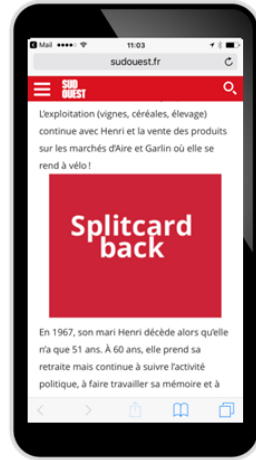 Mail 11:03
sudouest.fr
SUD
OUEST
L'exploitation (vignes, céréales, élevage)
continue avec Henri et la vente des produits
sur les marchés d'Aire et Garlin où elle se
rend à vélo !
Splitcard
back
En 1967, son mari Henri décède alors qu'elle
n'a que 51 ans. À 60 ans, elle prend sa
retraite mais continue à suivre l'activité
politique, à faire travailler sa mémoire et à